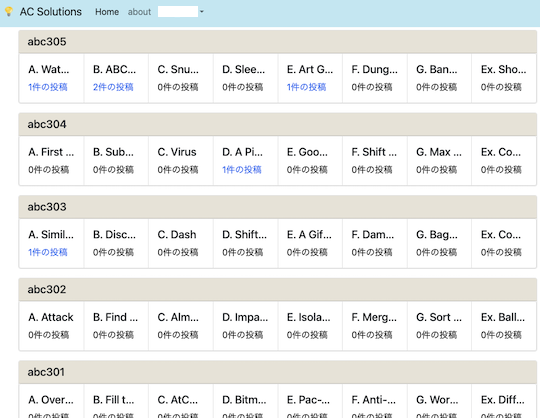 AC Solutions Home about
abc305
A. Wat... B. ABC... C. Snu... D. Slee... E. Art G... F. Dung... G. Ban... Ex. Sho...
1件の投稿 2件の投稿 0件の投稿 0件の投稿 1件の投稿 0件の投稿 0件の投稿 0件の投稿
abc304
A. First ... B. Sub... C. Virus D. A Pi... E. Goo... F. Shift ... G. Max ... Ex. Co...
0件の投稿 0件の投稿 0件の投稿 1件の投稿 0件の投稿 0件の投稿 0件の投稿 0件の投稿
abc303
A. Simil... B. Disc... C. Dash D. Shift... E. A Gif... F. Dam... G. Bag... Ex. Co...
1件の投稿 0件の投稿 0件の投稿 0件の投稿 0件の投稿 0件の投稿 0件の投稿 0件の投稿
abc302
A. Attack B. Find ... C. Alm... D. Impa... E. Isola... F. Merg... G. Sort ... Ex. Ball...
0件の投稿 0件の投稿 0件の投稿 0件の投稿 0件の投稿 0件の投稿 0件の投稿 0件の投稿
abc301
A. Over... B. Fill t... C. AtC... D. Bitm... E. Pac-... F. Anti-... G. Wor... Ex. Diff...
0件の投稿 0件の投稿 0件の投稿 0件の投稿 0件の投稿 0件の投稿 0件の投稿 0件の投稿